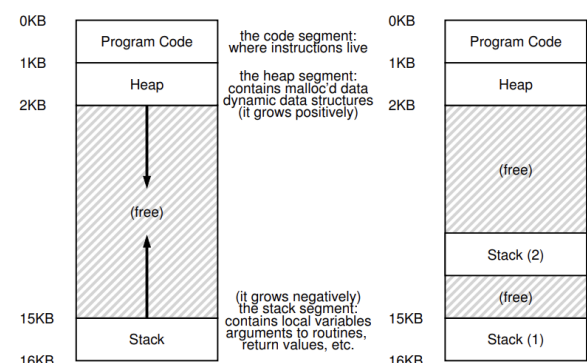 0KB
Program Code
the code segment:
where instructions live
1KB
Heap
the heap segment:
contains malloc'd data
dynamic data structures
(it grows positively)
2KB
(free)
(it grows negatively)
the stack segment:
contains local variables
arguments to routines,
return values, etc.
15KB
Stack
16KB
0KB
Program Code
1KB
Heap
2KB
(free)
Stack (2)
(free)
15KB
Stack (1)
16KB